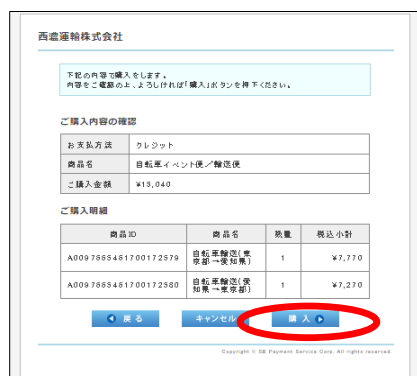 西濃運輸株式会社
下記の内容で購入をします。
内容をご確認の上、よろしければ「購入」ボタンを押下ください。
ご購入内容の確認
お支払方法 クレジット
商品名 自転車イベント便/輸送便
ご購入金額
ご購入明細
商品ID 商品名 数量 税込小計
自転車輸送(東
京都→愛知県) 1 ¥7,770
自転車輸送(愛
知県→東京都) 1 ¥7,270
戻る キャンセル 購入
Copyright © SB Payment Service Corp. All rights reserved.